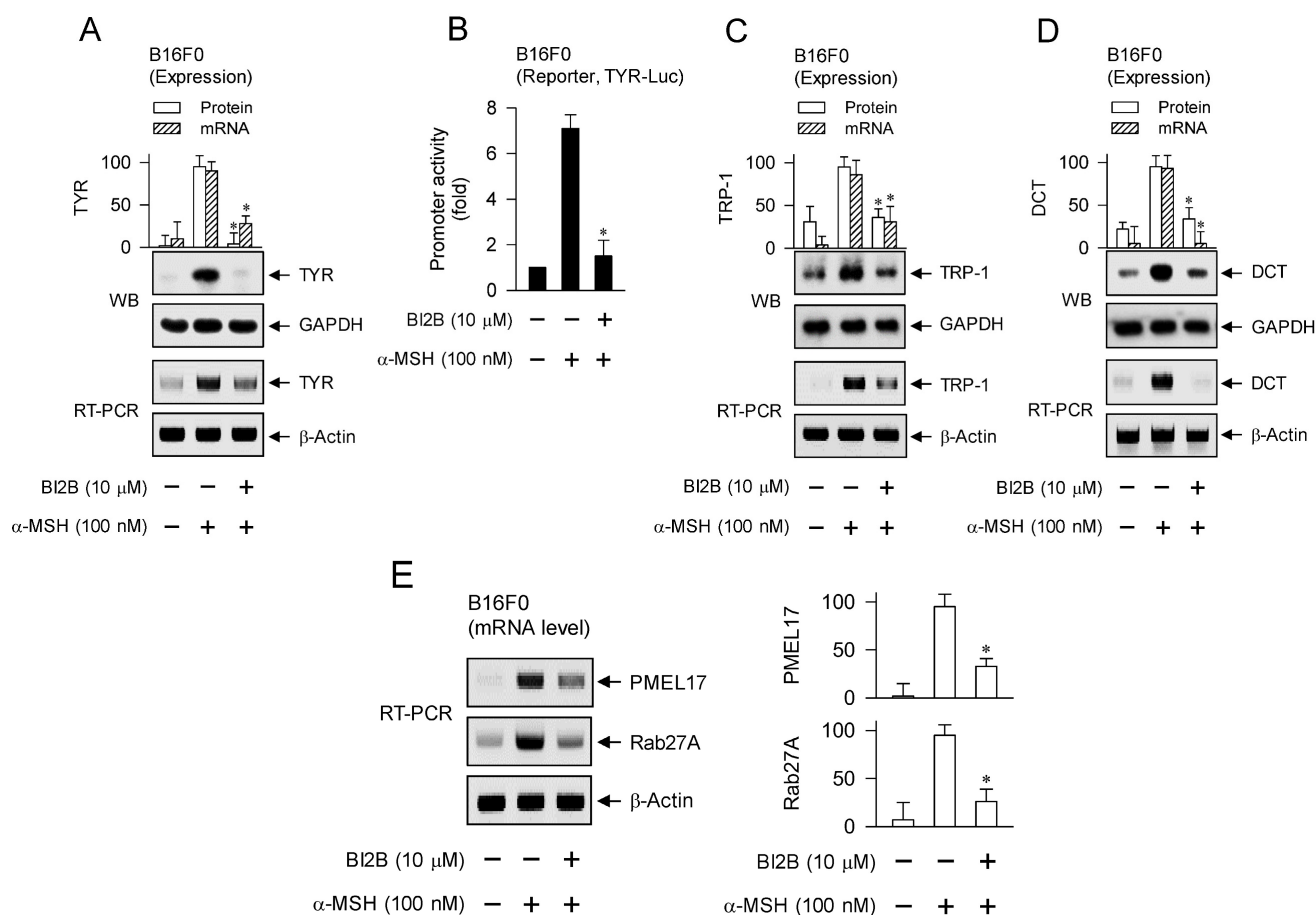 A
B16F0
(Expression)
Protein
mRNA
TYR
100
50
0
WB
TYR
GAPDH
RT-PCR
TYR
β-Actin
BI2B (10 μM) – – +
α-MSH (100 nM) – + +
B
B16F0
(Reporter, TYR-Luc)
Promoter activity
(fold)
8
6
4
2
0
*
BI2B (10 μM) – – +
α-MSH (100 nM) – + +
C
B16F0
(Expression)
Protein
mRNA
TRP-1
100
50
0
* *
WB
TRP-1
GAPDH
RT-PCR
TRP-1
β-Actin
BI2B (10 μM) – – +
α-MSH (100 nM) – + +
D
B16F0
(Expression)
Protein
mRNA
DCT
100
50
0
*
*
WB
DCT
GAPDH
RT-PCR
DCT
β-Actin
BI2B (10 μM) – – +
α-MSH (100 nM) – + +
E
B16F0
(mRNA level)
RT-PCR
PMEL17
Rab27A
β-Actin
BI2B (10 μM) – – +
α-MSH (100 nM) – + +
PMEL17
100
50
0
*
Rab27A
100
50
0
*
BI2B (10 μM) – – +
α-MSH (100 nM) – + +